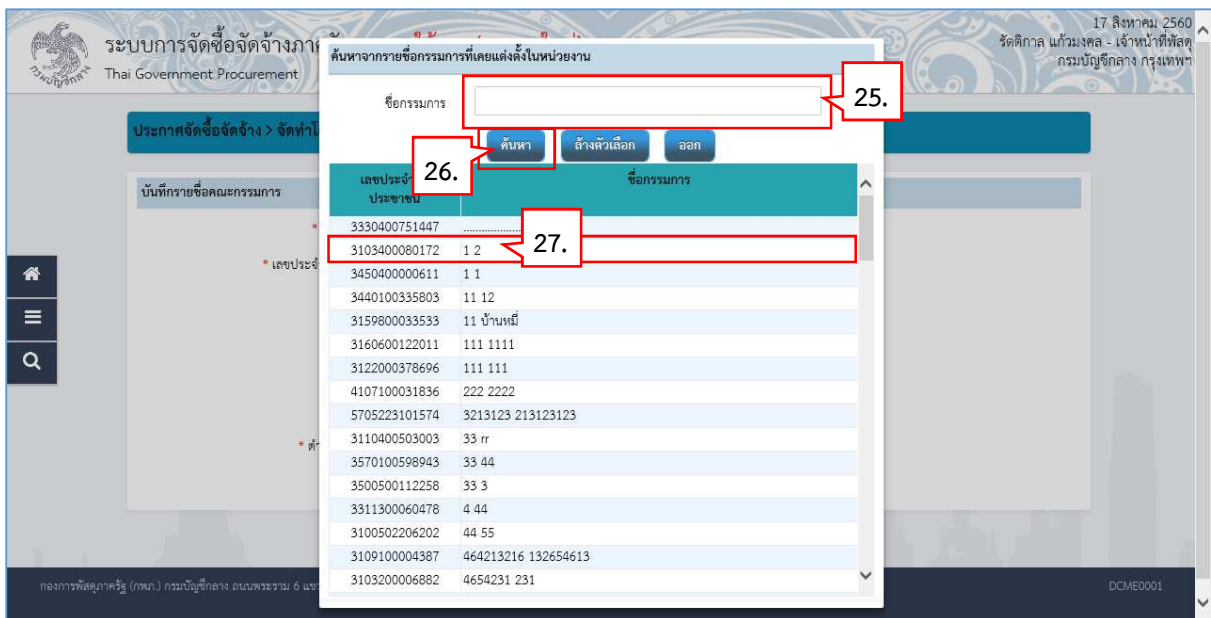 17 สิงหาคม 2560
ระบบการจัดซื้อจัดจ้างภาค
รัตติกาล แก้วมงคล - เจ้าหน้าที่พัสดุ
Thai Government Procurement
กรมบัญชีกลาง กรุงเทพฯ
ค้นหาจากรายชื่อกรรมการที่เคยแต่งตั้งในหน่วยงาน
ชื่อกรรมการ
25.
ประกาศจัดซื้อจัดจ้าง > จัดทำ
ค้นหา ล้างตัวเลือก ออก
26.
บันทึกรายชื่อคณะกรรมการ
เลขประจำ ชื่อกรรมการ
ประชาชน
*
3330400751447 ....................
27.
3103400080172 1 2
* เลขประจำ
3450400000611 1 1
3440100335803 11 12
3159800033533 11 บ้านหมี่
3160600122011 111 1111
3122000378696 111 111
4107100031836 222 2222
5705223101574 3213123 213123123
3110400503003 33 rr
* ตำ
3570100598943 33 44
3500500112258 33 3
3311300060478 4 44
3100502206202 44 55
3109100004387 464213216 132654613
3103200006882 4654231 231
กองการพัสดุภาครัฐ (กพภ.) กรมบัญชีกลาง ถนนพระราม 6 แขว
DCME0001